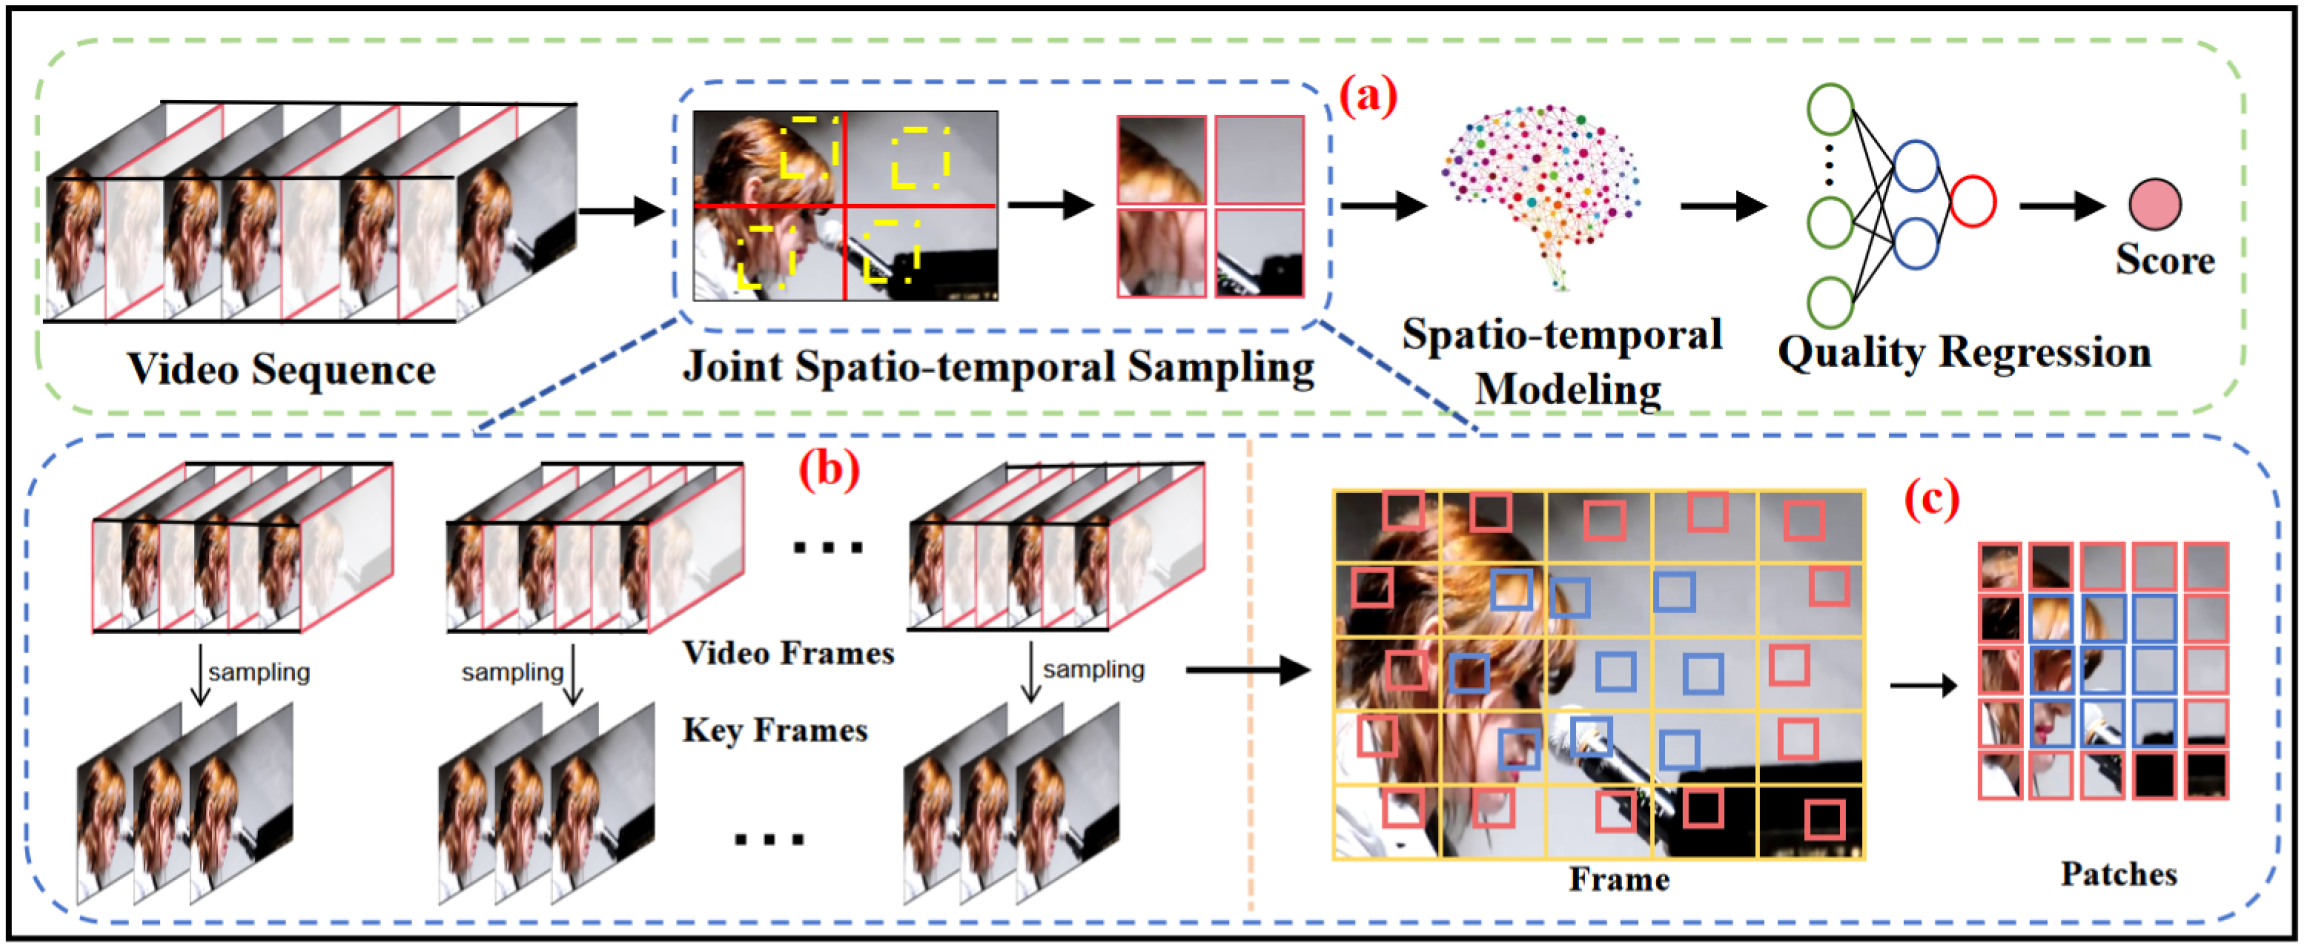 (a)
Score
Video Sequence
Joint Spatio-temporal Sampling
Spatio-temporal
Modeling
Quality Regression
(b)
...
sampling
sampling
sampling
Video Frames
Key Frames
...
(c)
Frame
Patches